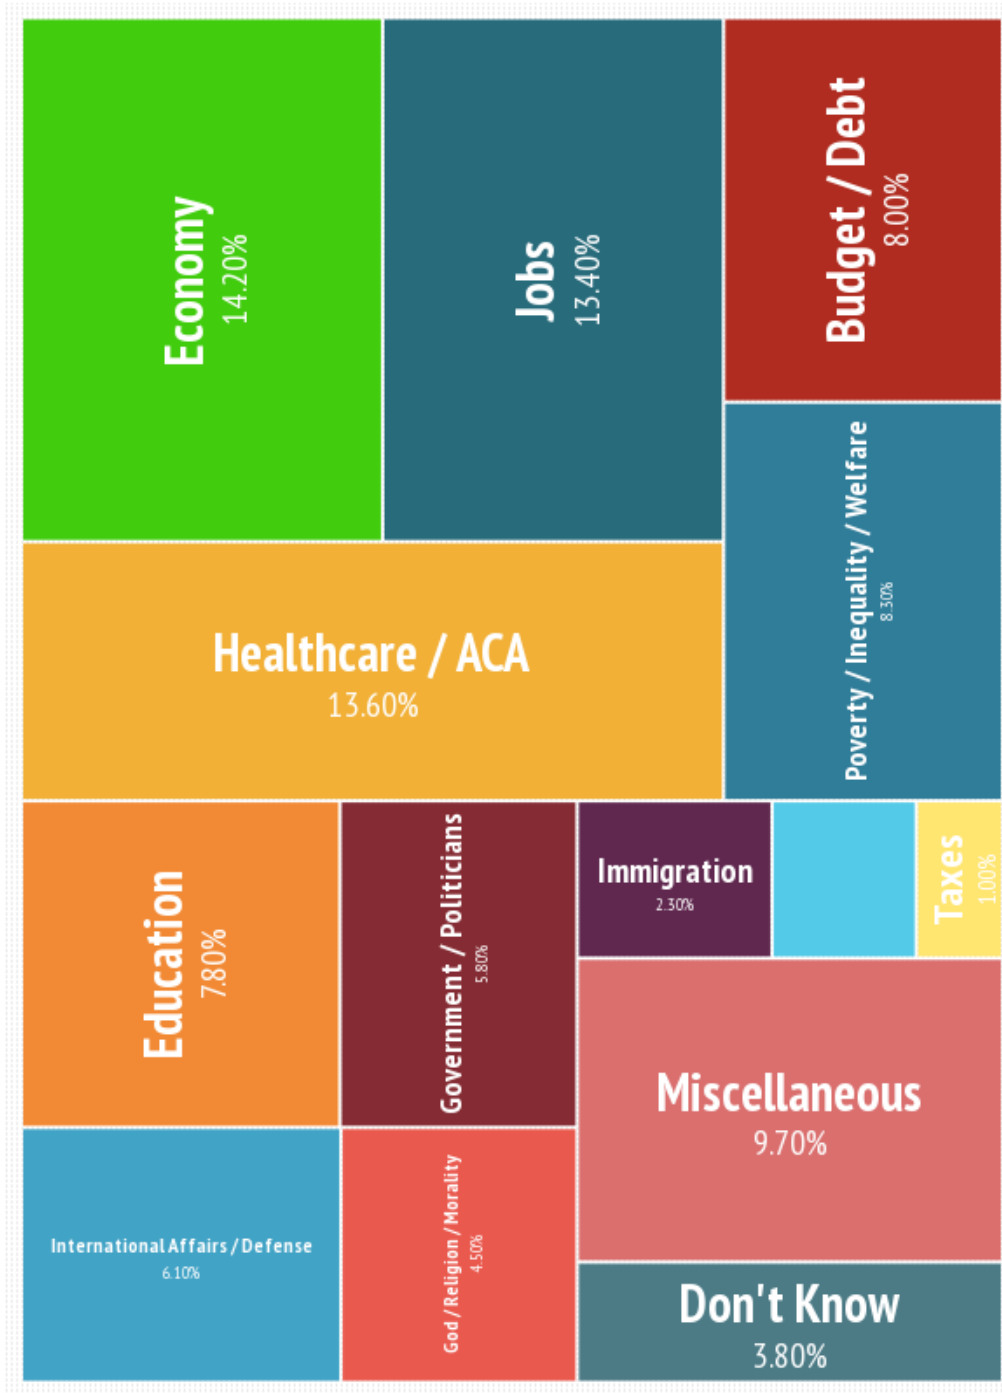 Economy
14.20%
Jobs
13.40%
Budget / Debt
8.00%
Healthcare / ACA
13.60%
Poverty / Inequality / Welfare
8.30%
Education
7.80%
Government / Politicians
5.80%
Immigration
2.30%
Taxes
1.00%
Miscellaneous
9.70%
International Affairs / Defense
6.10%
God / Religion / Morality
4.50%
Don't Know
3.80%